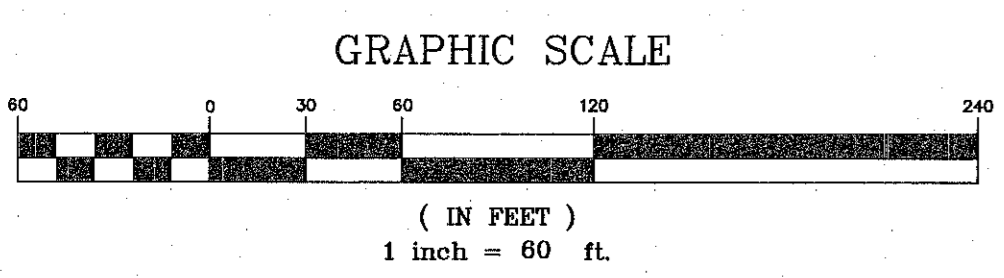 GRAPHIC SCALE
60 0 30 60 120 240
( IN FEET )
1 inch = 60 ft.